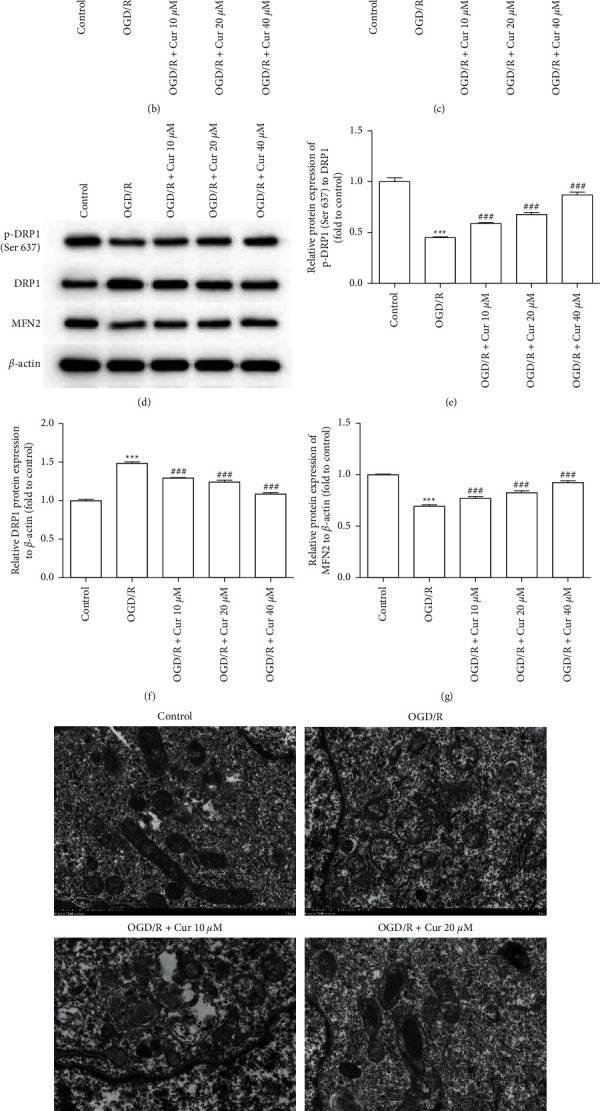 Control
OGD/R
OGD/R + Cur 10 µM
OGD/R + Cur 20 µM
OGD/R + Cur 40 µM
(b)
Control
OGD/R
OGD/R + Cur 10 µM
OGD/R + Cur 20 µM
OGD/R + Cur 40 µM
(c)
Control
OGD/R
OGD/R + Cur 10 µM
OGD/R + Cur 20 µM
OGD/R + Cur 40 µM
p-DRP1
(Ser 637)
DRP1
MFN2
β-actin
(d)
Relative protein expression of
p-DRP1 (Ser 637) to DRP1
(fold to control)
1.5
1.0
0.5
0.0
***
###
###
###
Control
OGD/R
OGD/R + Cur 10 µM
OGD/R + Cur 20 µM
OGD/R + Cur 40 µM
(e)
Relative DRP1 protein expression
to β-actin (fold to control)
2.0
1.5
1.0
0.5
0.0
***
###
###
###
Control
OGD/R
OGD/R + Cur 10 µM
OGD/R + Cur 20 µM
OGD/R + Cur 40 µM
(f)
Relative protein expression of
MFN2 to β-actin (fold to control)
1.5
1.0
0.5
0.0
***
###
###
###
Control
OGD/R
OGD/R + Cur 10 µM
OGD/R + Cur 20 µM
OGD/R + Cur 40 µM
(g)
Control
OGD/R
OGD/R + Cur 10 µM
OGD/R + Cur 20 µM